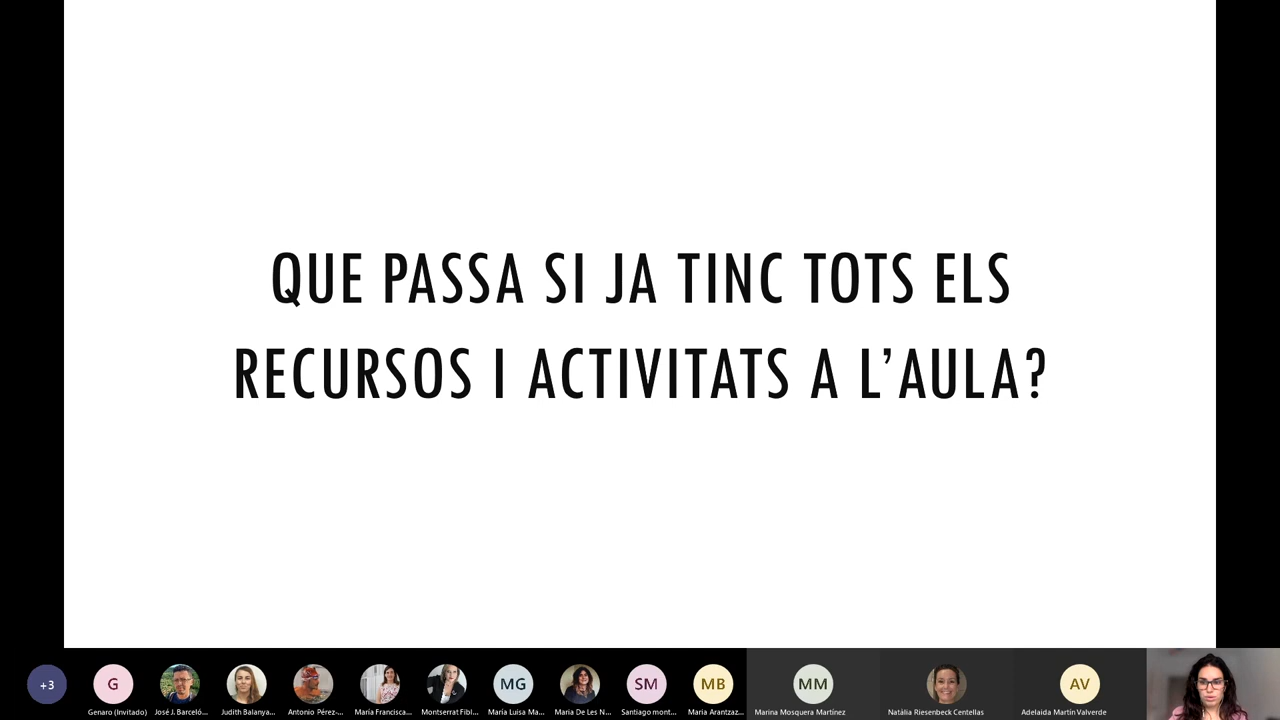 QUE PASSA SI JA TINC TOTS ELS
RECURSOS I ACTIVITATS A L’AULA?
+3
G
MG
SM
MB
MM
AV
Genaro (Invitado)
José J. Barceló...
Judith Balanya...
Antonio Pérez-...
María Francisca...
Montserrat Fibl...
María Luisa Ma...
Maria De Les N...
Santiago mont...
Maria Arantzaz...
Marina Mosquera Martínez
Natàlia Riesenbeck Centellas
Adelaida Martín Valverde